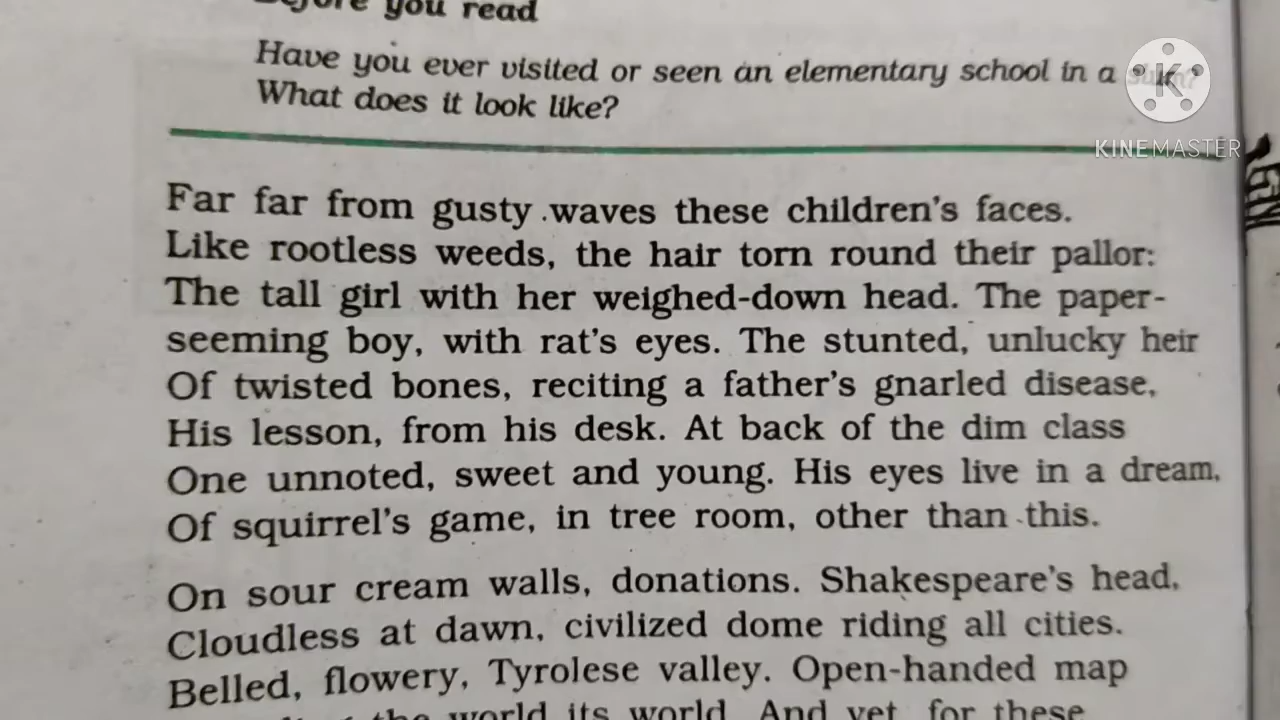 Before you read
Have you ever visited or seen an elementary school in a
What does it look like?
KINEMASTER
Far far from gusty waves these children's faces.
Like rootless weeds, the hair torn round their pallor:
The tall girl with her weighed-down head. The paper-
seeming boy, with rat's eyes. The stunted, unlucky heir
Of twisted bones, reciting a father's gnarled disease,
His lesson, from his desk. At back of the dim class
One unnoted, sweet and young. His eyes live in a dream,
Of squirrel's game, in tree room, other than this.
On sour cream walls, donations. Shakespeare's head,
Cloudless at dawn, civilized dome riding all cities.
Belled, flowery, Tyrolese valley. Open-handed map
the world its world. And yet, for these